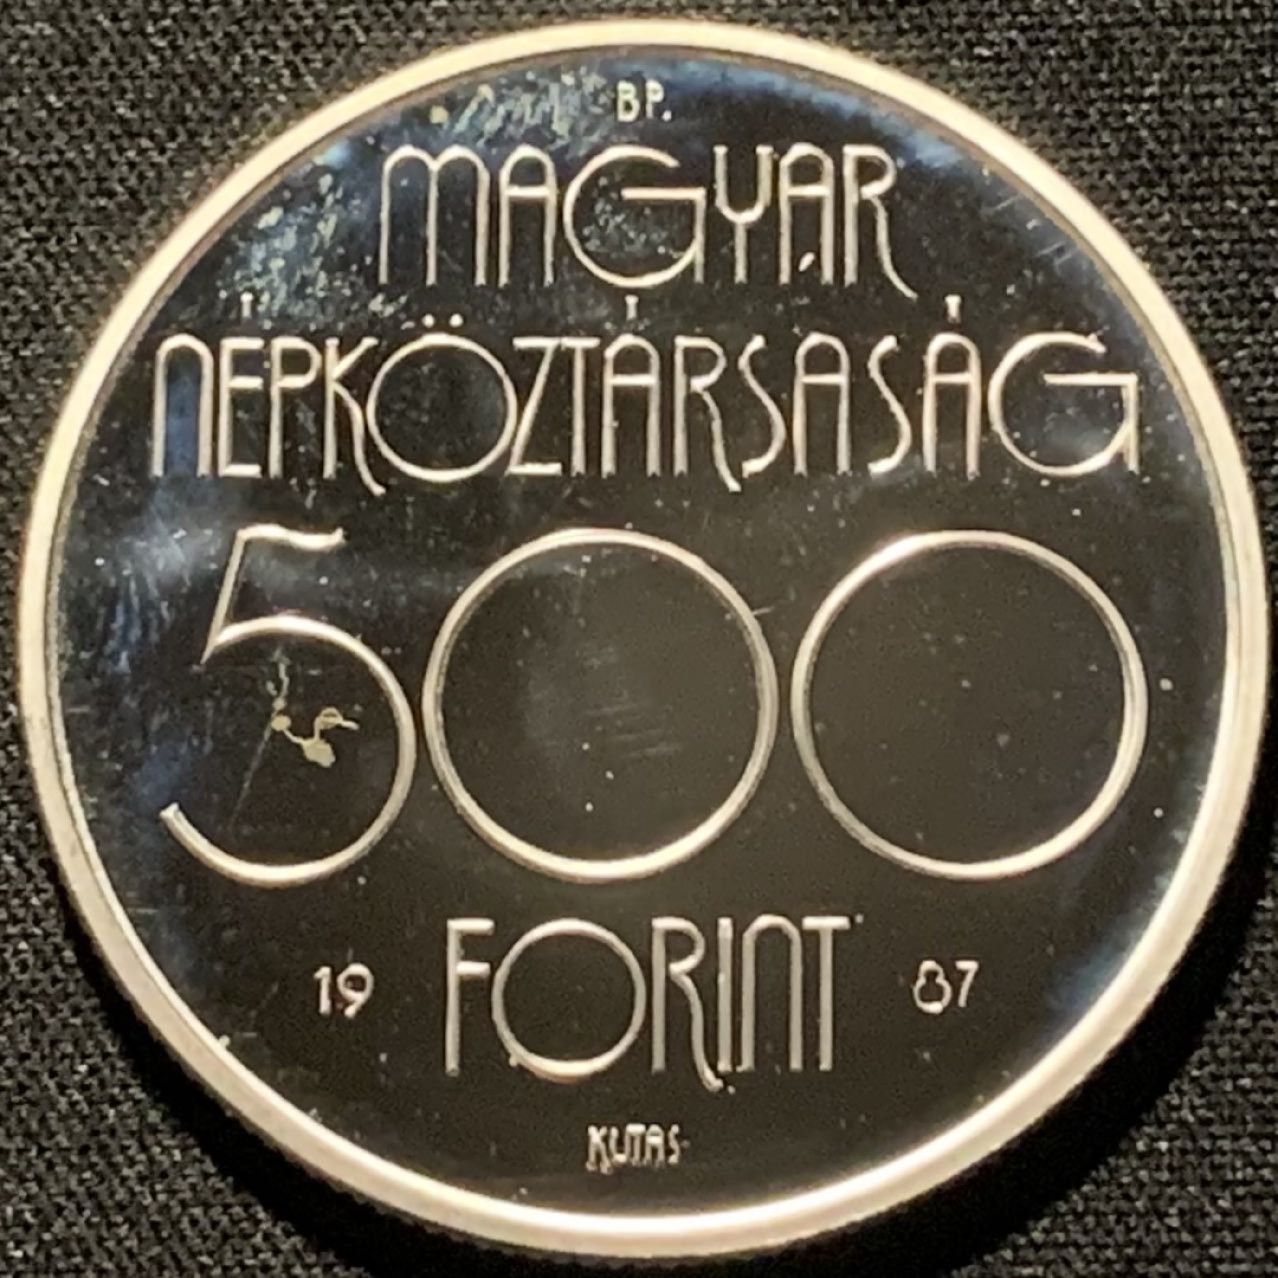 BP.
MAGYAR
NÉPKÖZTÁRSASÁG
500
19 FORINT 87
KUTAS